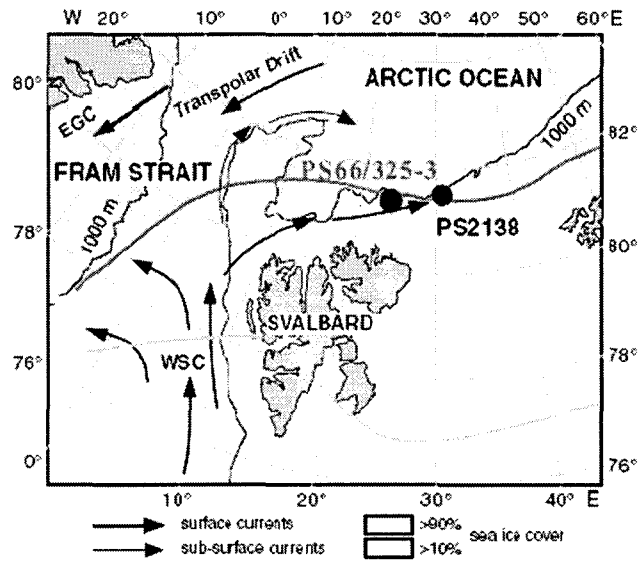 W 20° 10° 0° 10° 20° 30° 60° E
80°
ARCTIC OCEAN
Transpolar Drift
EGC
1000 m
82°
FRAM STRAIT
PS66/325-3
78°
1000 m
PS2138
80°
SVALBARD
WSC
76°
78°
0°
76°
10° 20° 30° 40° E
surface currents
>90%
sea ice cover
sub-surface currents
>10%